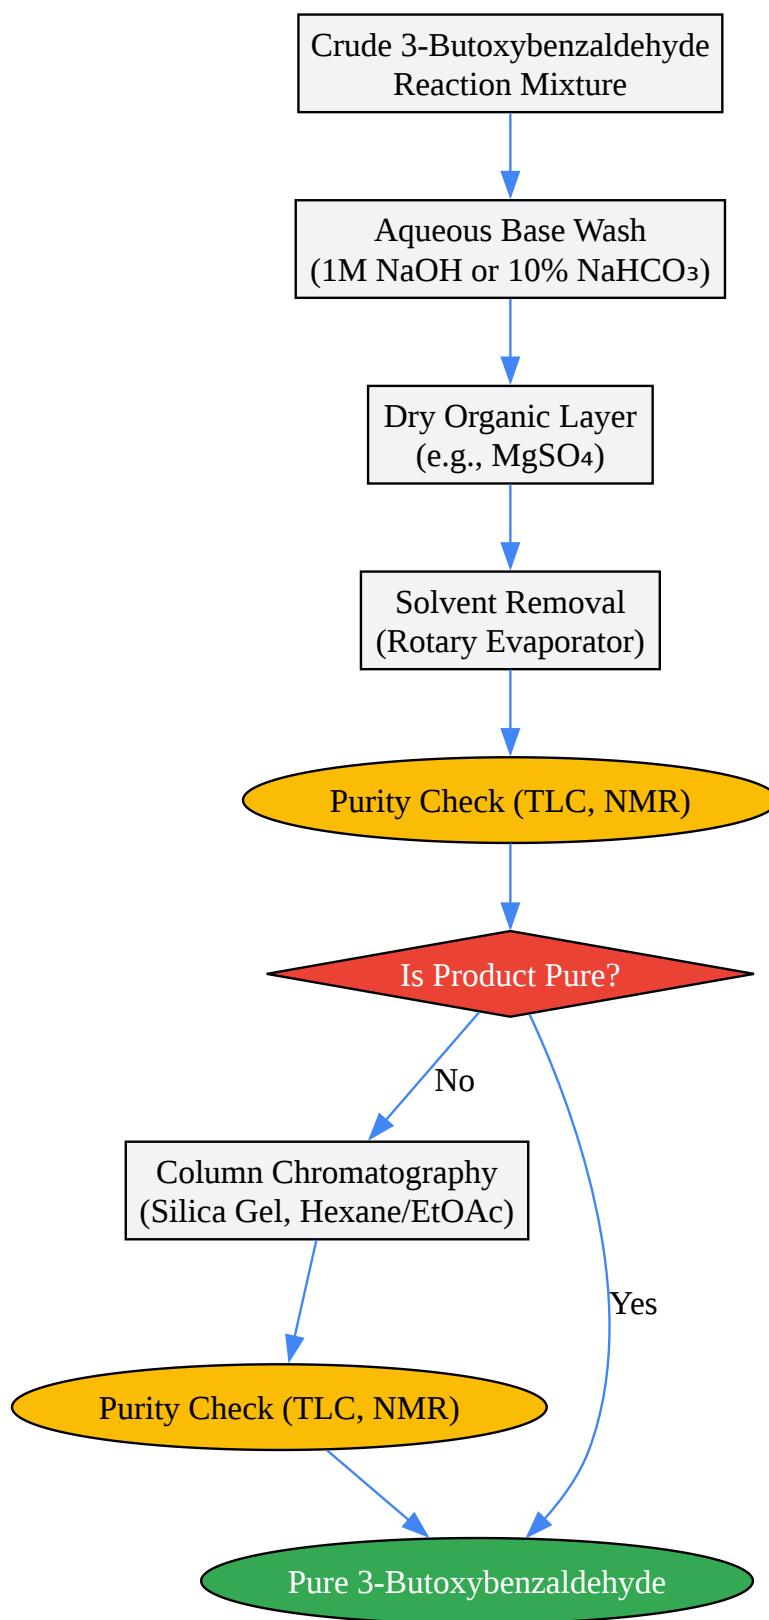 Crude 3-Butoxybenzaldehyde
Reaction Mixture
Aqueous Base Wash
(1M NaOH or 10% NaHCO₃)
Dry Organic Layer
(e.g., MgSO₄)
Solvent Removal
(Rotary Evaporator)
Purity Check (TLC, NMR)
Is Product Pure?
No
Column Chromatography
(Silica Gel, Hexane/EtOAc)
Yes
Purity Check (TLC, NMR)
Pure 3-Butoxybenzaldehyde